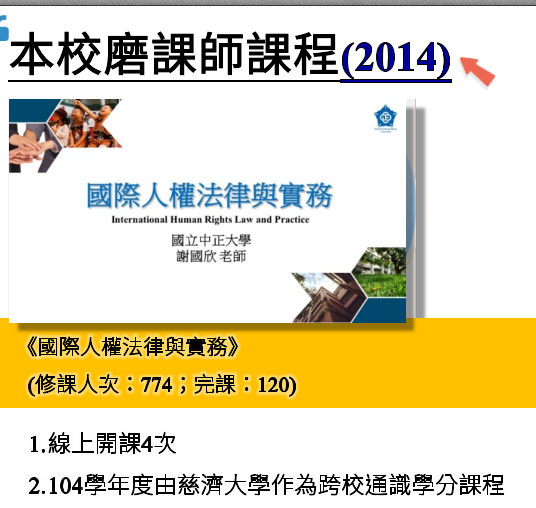 本校磨課師課程(2014)
國際人權法律與實務
International Human Rights Law and Practice
國立中正大學
謝國欣 老師
《國際人權法律與實務》
(修課人次：774；完課：120)
1.線上開課4次
2.104學年度由慈濟大學作為跨校通識學分課程